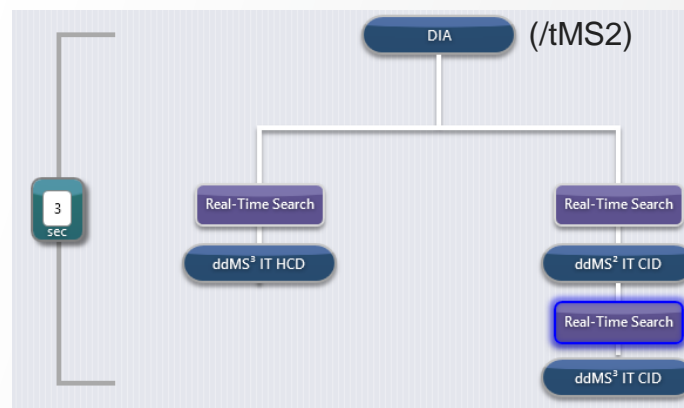 DIA (/tMS2)
3
sec
Real-Time Search
Real-Time Search
ddMS³ IT HCD
ddMS² IT CID
Real-Time Search
ddMS³ IT CID